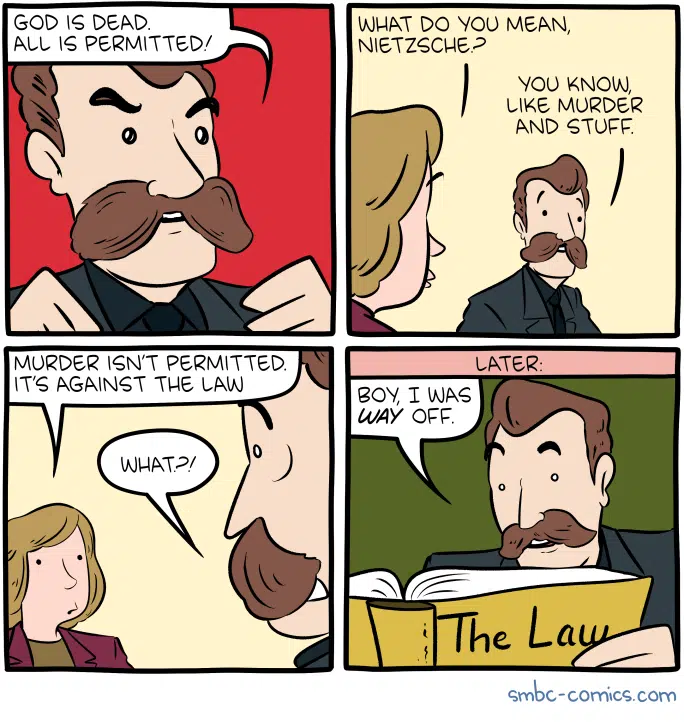 GOD IS DEAD.
ALL IS PERMITTED!
WHAT DO YOU MEAN,
NIETZSCHE?
YOU KNOW,
LIKE MURDER
AND STUFF.
MURDER ISN'T PERMITTED.
IT'S AGAINST THE LAW
WHAT?!
LATER:
BOY, I WAS
WAY OFF.
The Law
smbc-comics.com